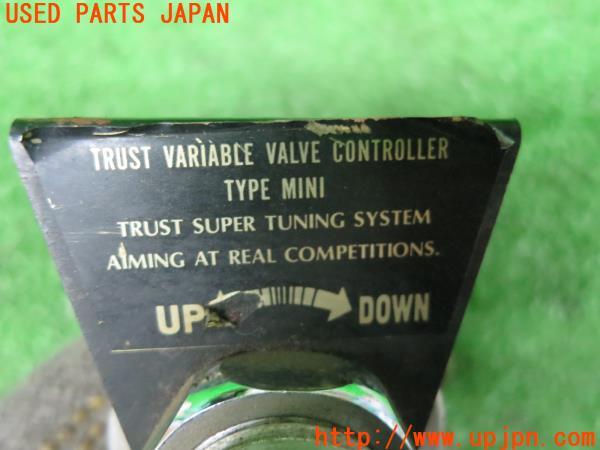 USED PARTS JAPAN
TRUST VARIABLE VALVE CONTROLLER
TYPE MINI
TRUST SUPER TUNING SYSTEM
AIMING AT REAL COMPETITIONS.
UP DOWN
http://www.upjpn.com